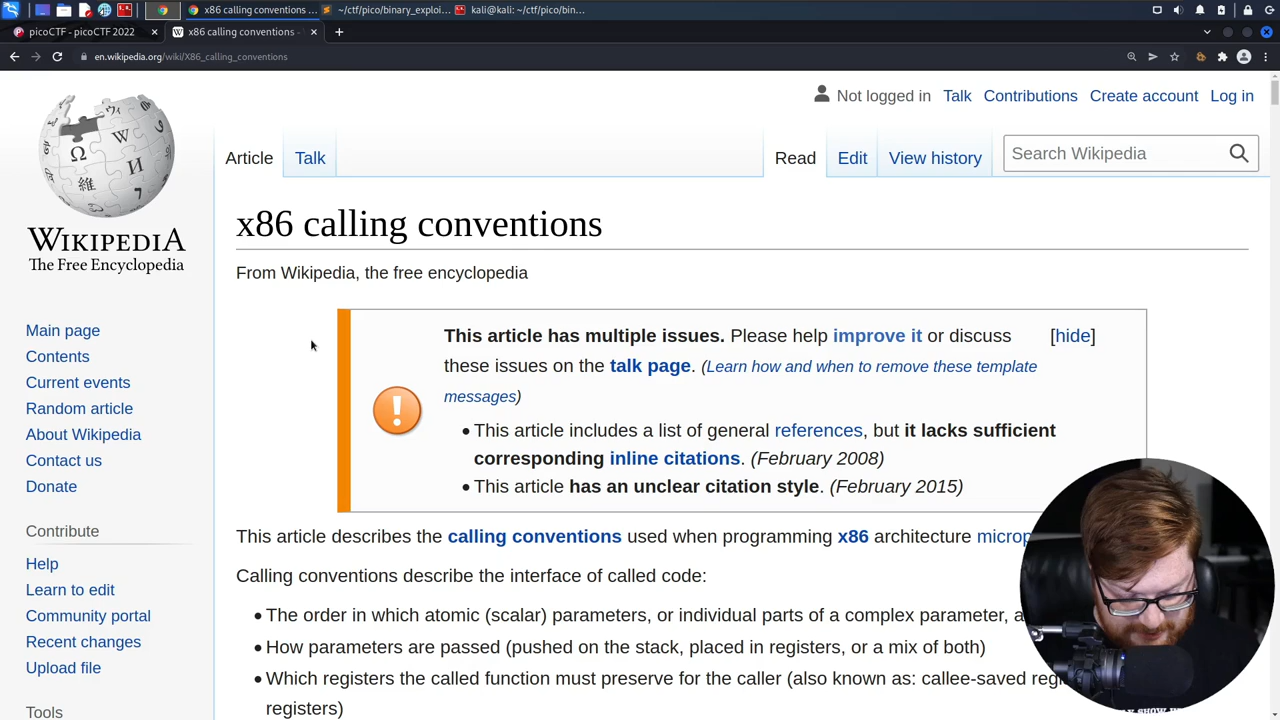 x86 calling conventions ...
~/ctf/pico/binary_exploi...
kali@kali: ~/ctf/pico/bin...
picoCTF - picoCTF 2022
x86 calling conventions -
en.wikipedia.org/wiki/X86_calling_conventions
Not logged in Talk Contributions Create account Log in
Article Talk Read Edit View history Search Wikipedia
WIKIPEDIA
The Free Encyclopedia
x86 calling conventions
From Wikipedia, the free encyclopedia
Main page
Contents
Current events
Random article
About Wikipedia
Contact us
Donate
Contribute
Help
Learn to edit
Community portal
Recent changes
Upload file
Tools
This article has multiple issues. Please help improve it or discuss [hide]
these issues on the talk page. (Learn how and when to remove these template
messages)
• This article includes a list of general references, but it lacks sufficient
corresponding inline citations. (February 2008)
• This article has an unclear citation style. (February 2015)
This article describes the calling conventions used when programming x86 architecture
Calling conventions describe the interface of called code:
• The order in which atomic (scalar) parameters, or individual parts of a complex parameter,
• How parameters are passed (pushed on the stack, placed in registers, or a mix of both)
• Which registers the called function must preserve for the caller (also known as: callee-saved
registers)